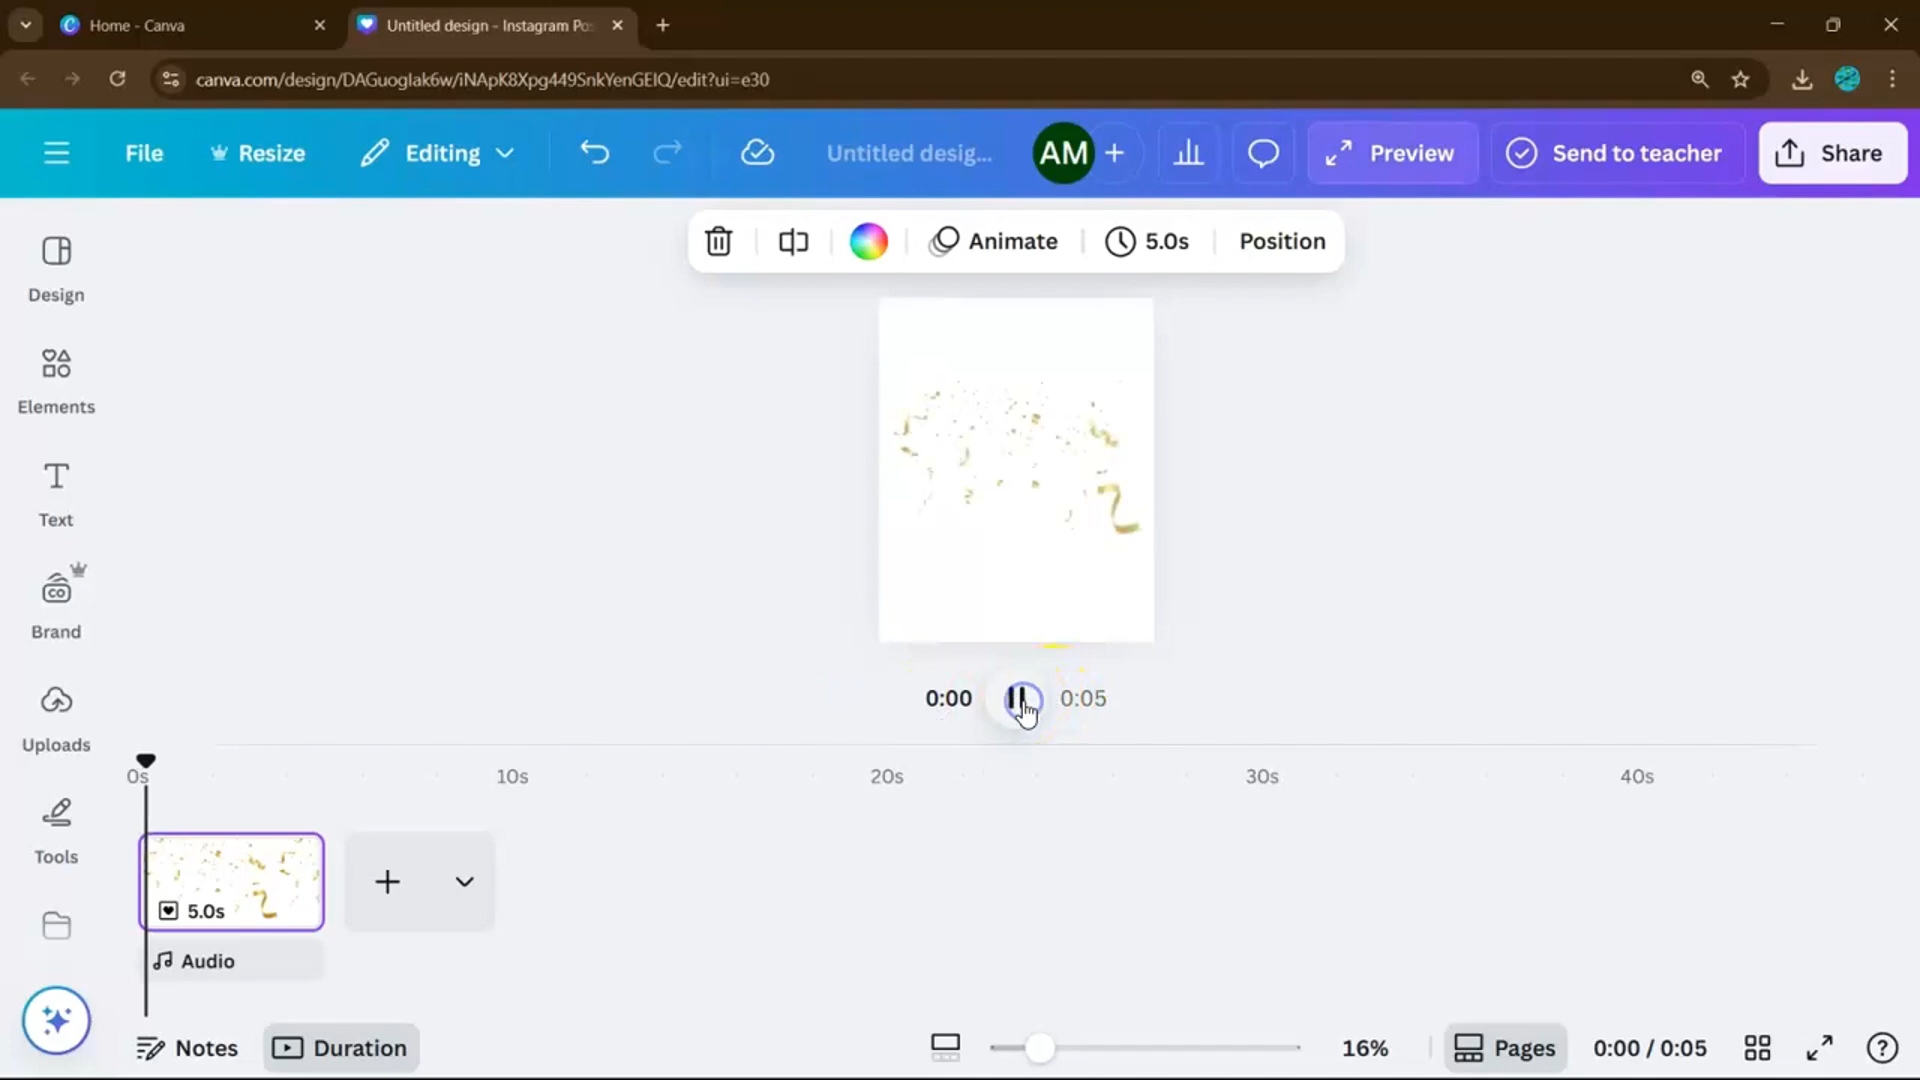 Home - Canva
Untitled design - Instagram Po
canva.com/design/DAGuoglak6w/iNApK8Xpg449SnkYenGEIQ/edit?ui=e30
File
Resize
Editing
Untitled desig...
AM
Preview
Send to teacher
Share
Animate
5.0s
Position
Design
Elements
Text
CO
Brand
Uploads
Tools
0:00
0:05
0s
10s
20s
30s
40s
5.0s
Audio
Notes
Duration
16%
Pages
0:00 / 0:05